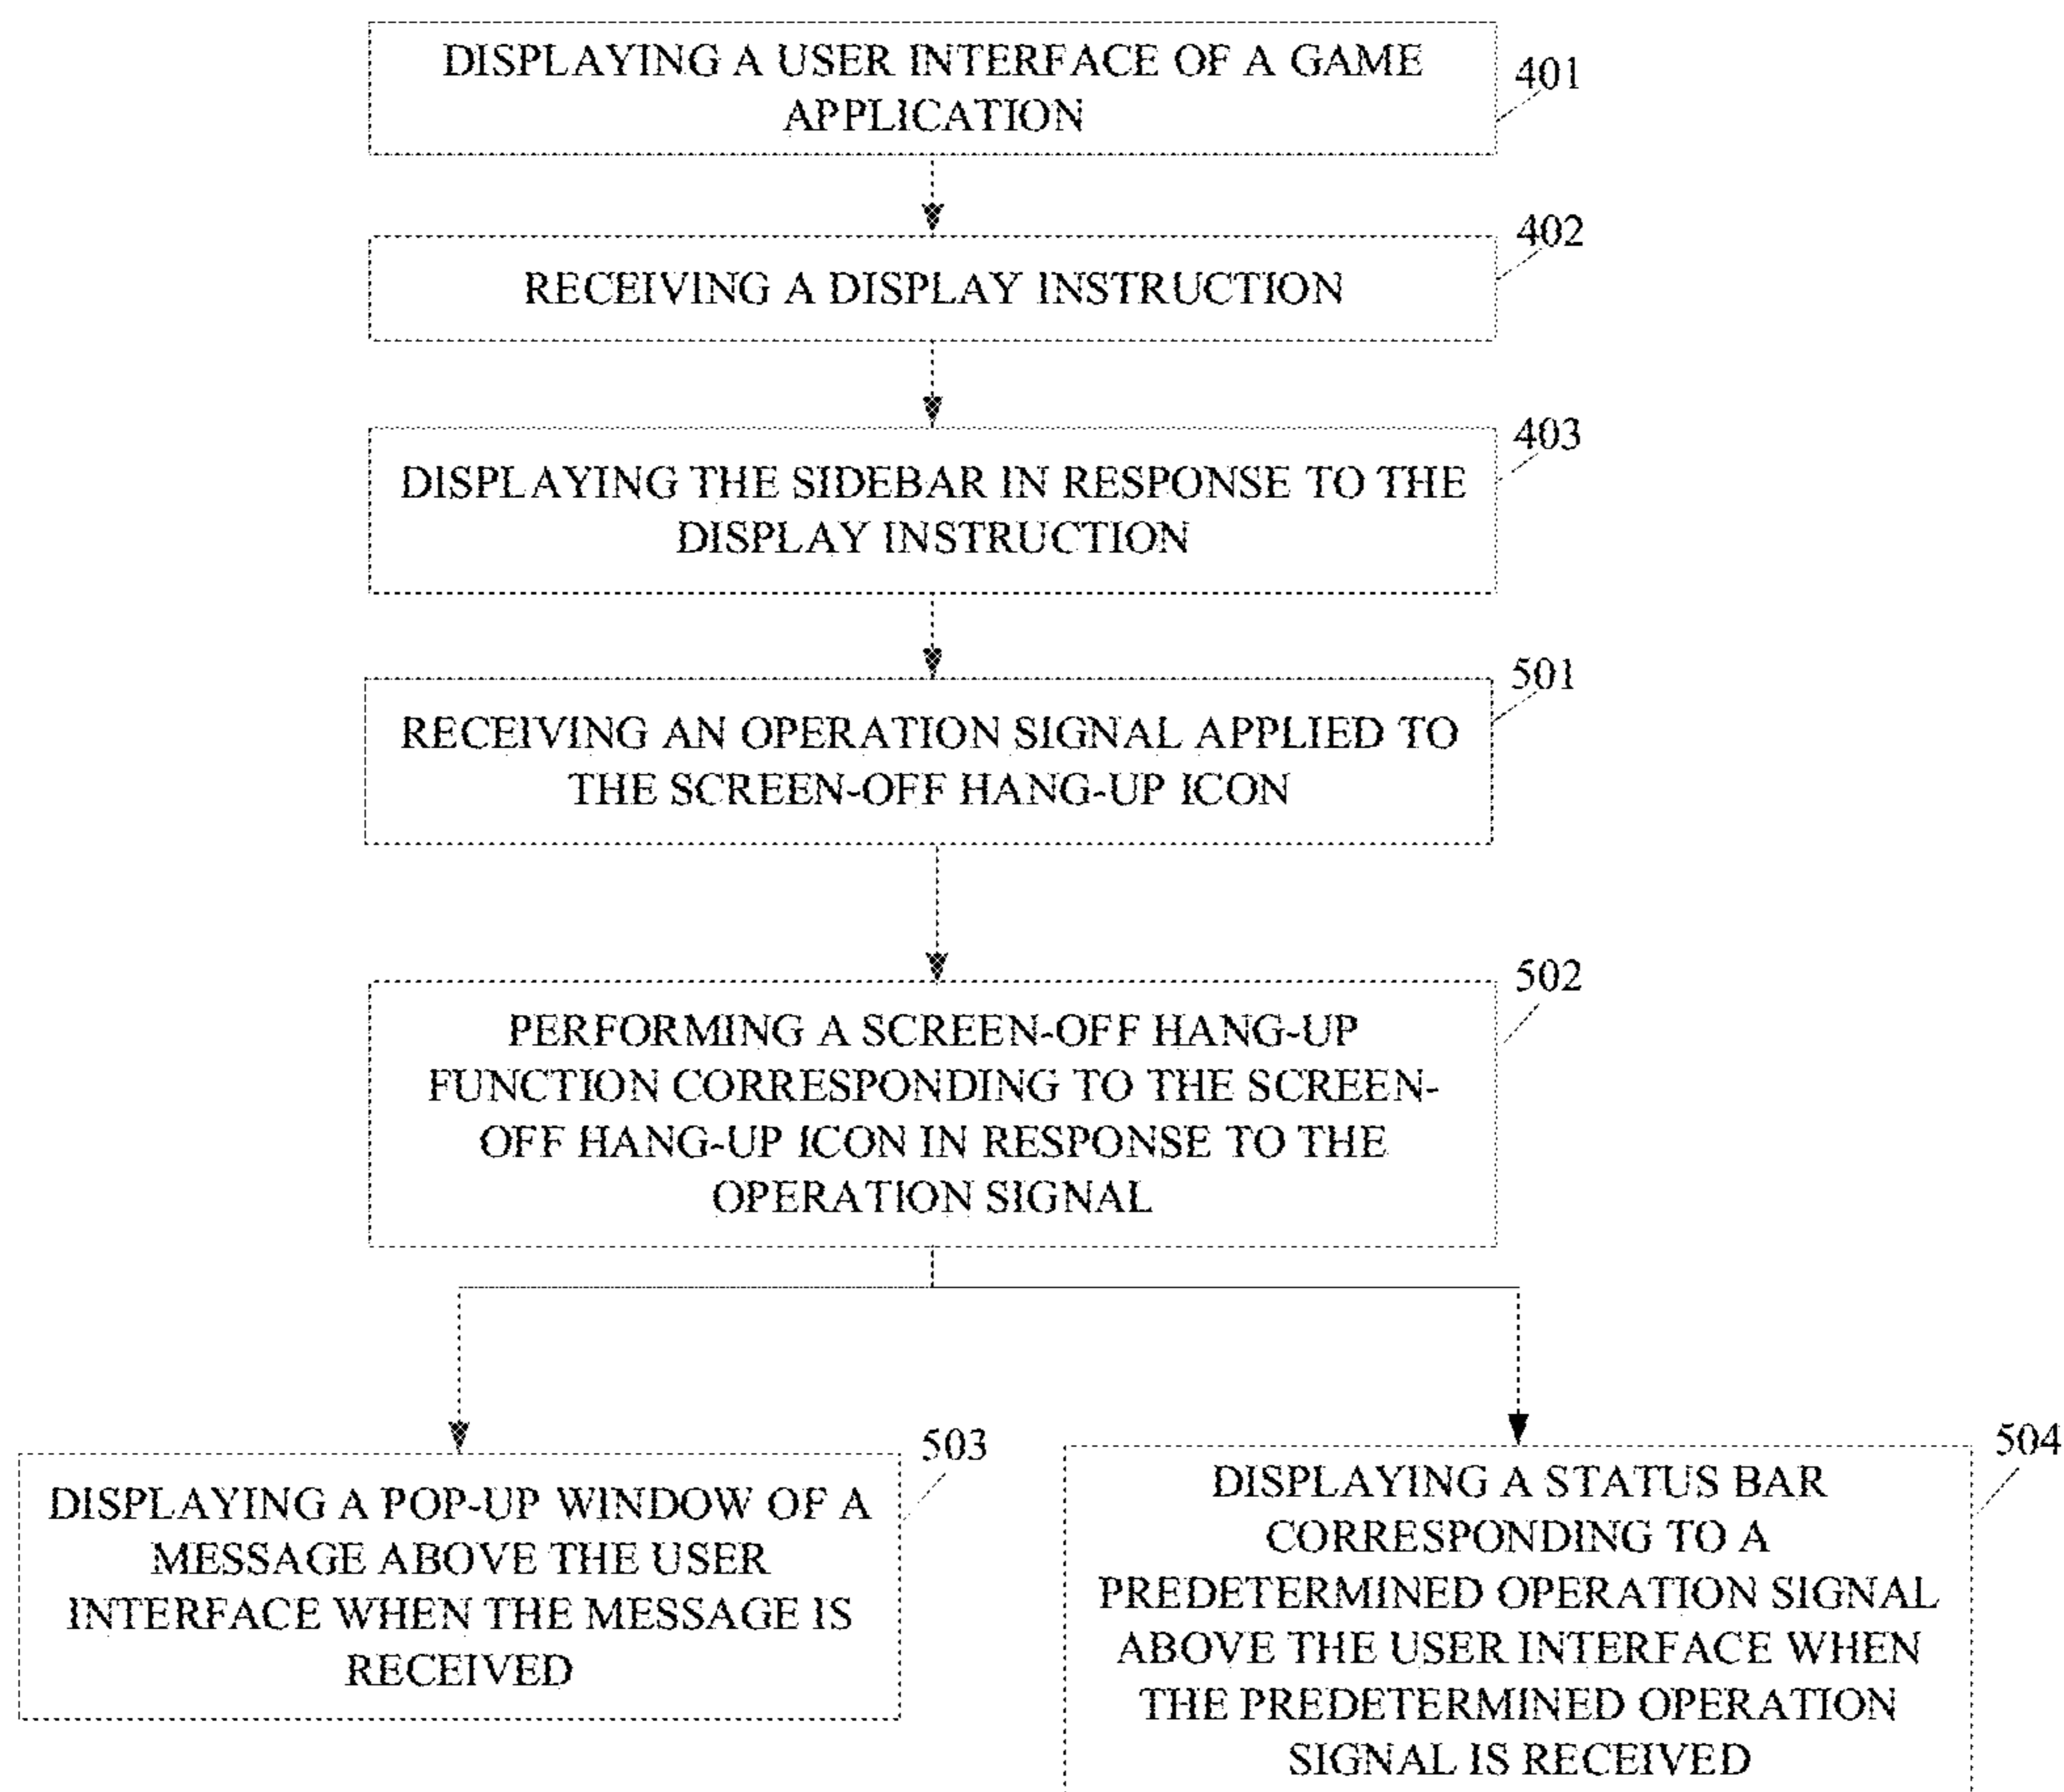 DISPLAYING A USER INTERFACE OF A GAME
APPLICATION
401
RECEIVING A DISPLAY INSTRUCTION
402
DISPLAYING THE SIDEBAR IN RESPONSE TO THE
DISPLAY INSTRUCTION
403
RECEIVING AN OPERATION SIGNAL APPLIED TO
THE SCREEN-OFF HANG-UP ICON
501
PERFORMING A SCREEN-OFF HANG-UP
FUNCTION CORRESPONDING TO THE SCREEN-
OFF HANG-UP ICON IN RESPONSE TO THE
OPERATION SIGNAL
502
DISPLAYING A POP-UP WINDOW OF A
MESSAGE ABOVE THE USER
INTERFACE WHEN THE MESSAGE IS
RECEIVED
503
DISPLAYING A STATUS BAR
CORRESPONDING TO A
PREDETERMINED OPERATION SIGNAL
ABOVE THE USER INTERFACE WHEN
THE PREDETERMINED OPERATION
SIGNAL IS RECEIVED
504